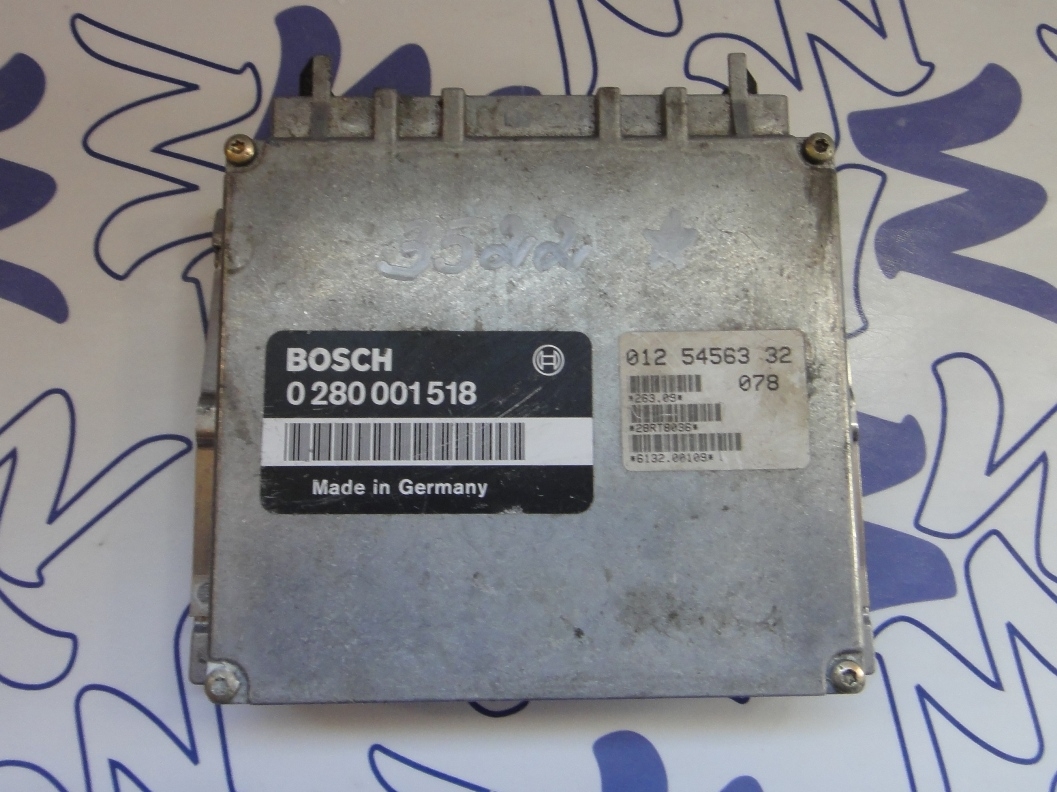 BOSCH
0 280 001 518
Made in Germany
012 54563 32
078
*263.09*
*28RT8036*
*6132.00109*